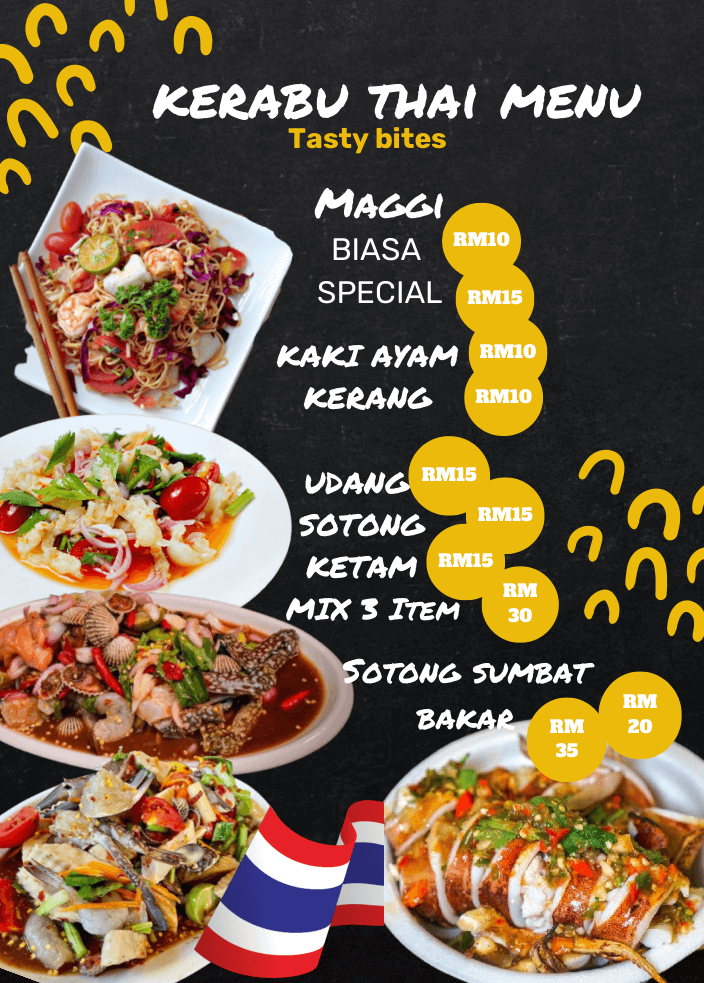 KERABU THAI MENU
Tasty bites
MAGGI
BIASA RM10
SPECIAL RM15
KAKI AYAM RM10
KERANG RM10
UDANG RM15
SOTONG RM15
KETAM RM15
MIX 3 ITEM RM 30
SOTONG SUMBAT
BAKAR RM 35 RM 20